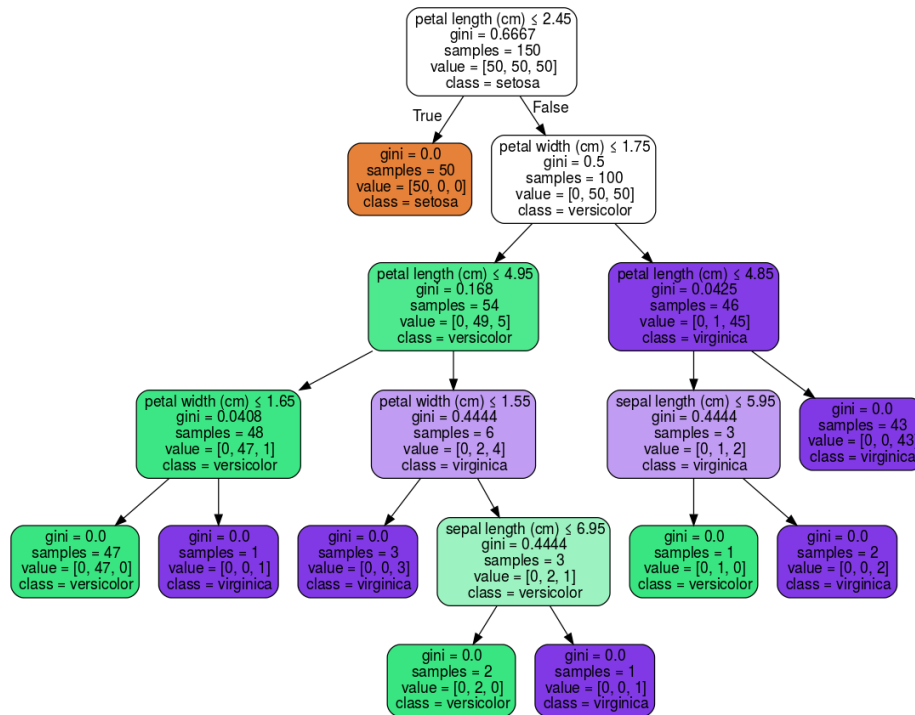 petal length (cm) ≤ 2.45
gini = 0.6667
samples = 150
value = [50, 50, 50]
class = setosa
True
False
gini = 0.0
samples = 50
value = [50, 0, 0]
class = setosa
petal width (cm) ≤ 1.75
gini = 0.5
samples = 100
value = [0, 50, 50]
class = versicolor
petal length (cm) ≤ 4.95
gini = 0.168
samples = 54
value = [0, 49, 5]
class = versicolor
petal length (cm) ≤ 4.85
gini = 0.0425
samples = 46
value = [0, 1, 45]
class = virginica
petal width (cm) ≤ 1.65
gini = 0.0408
samples = 48
value = [0, 47, 1]
class = versicolor
petal width (cm) ≤ 1.55
gini = 0.4444
samples = 6
value = [0, 2, 4]
class = virginica
sepal length (cm) ≤ 5.95
gini = 0.4444
samples = 3
value = [0, 1, 2]
class = virginica
gini = 0.0
samples = 43
value = [0, 0, 43]
class = virginica
gini = 0.0
samples = 47
value = [0, 47, 0]
class = versicolor
gini = 0.0
samples = 1
value = [0, 0, 1]
class = virginica
gini = 0.0
samples = 3
value = [0, 0, 3]
class = virginica
sepal length (cm) ≤ 6.95
gini = 0.4444
samples = 3
value = [0, 2, 1]
class = versicolor
gini = 0.0
samples = 1
value = [0, 1, 0]
class = versicolor
gini = 0.0
samples = 2
value = [0, 0, 2]
class = virginica
gini = 0.0
samples = 2
value = [0, 2, 0]
class = versicolor
gini = 0.0
samples = 1
value = [0, 0, 1]
class = virginica